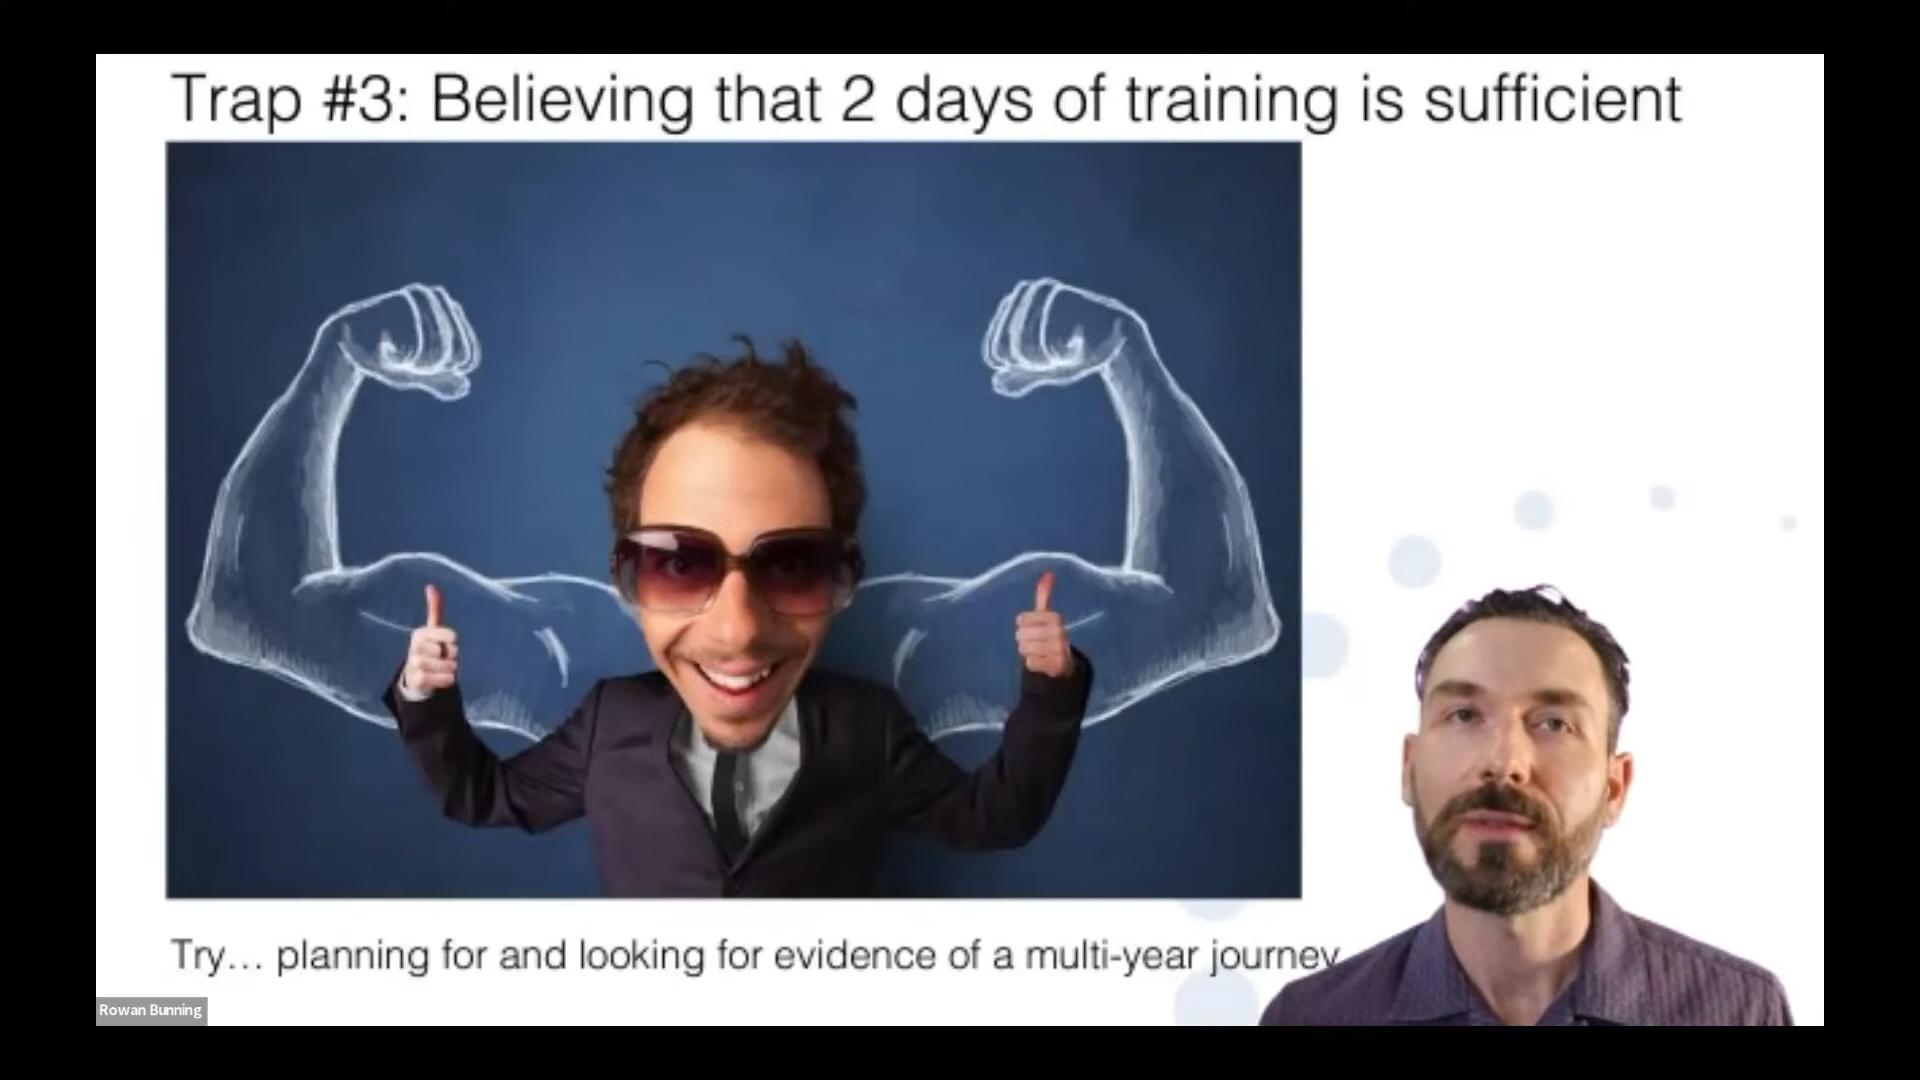 Trap #3: Believing that 2 days of training is sufficient
Try... planning for and looking for evidence of a multi-year journey
Rowan Bunning